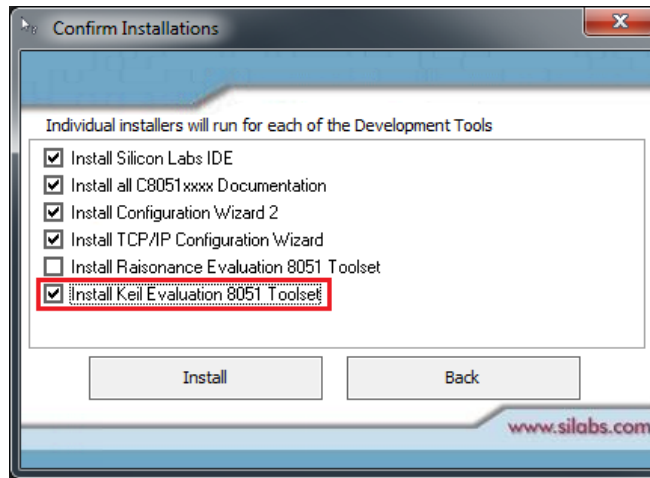 Confirm Installations
Individual installers will run for each of the Development Tools
Install Silicon Labs IDE
Install all C8051xxxx Documentation
Install Configuration Wizard 2
Install TCP/IP Configuration Wizard
Install Raisonance Evaluation 8051 Toolset
Install Keil Evaluation 8051 Toolset
Install
Back
www.silabs.com